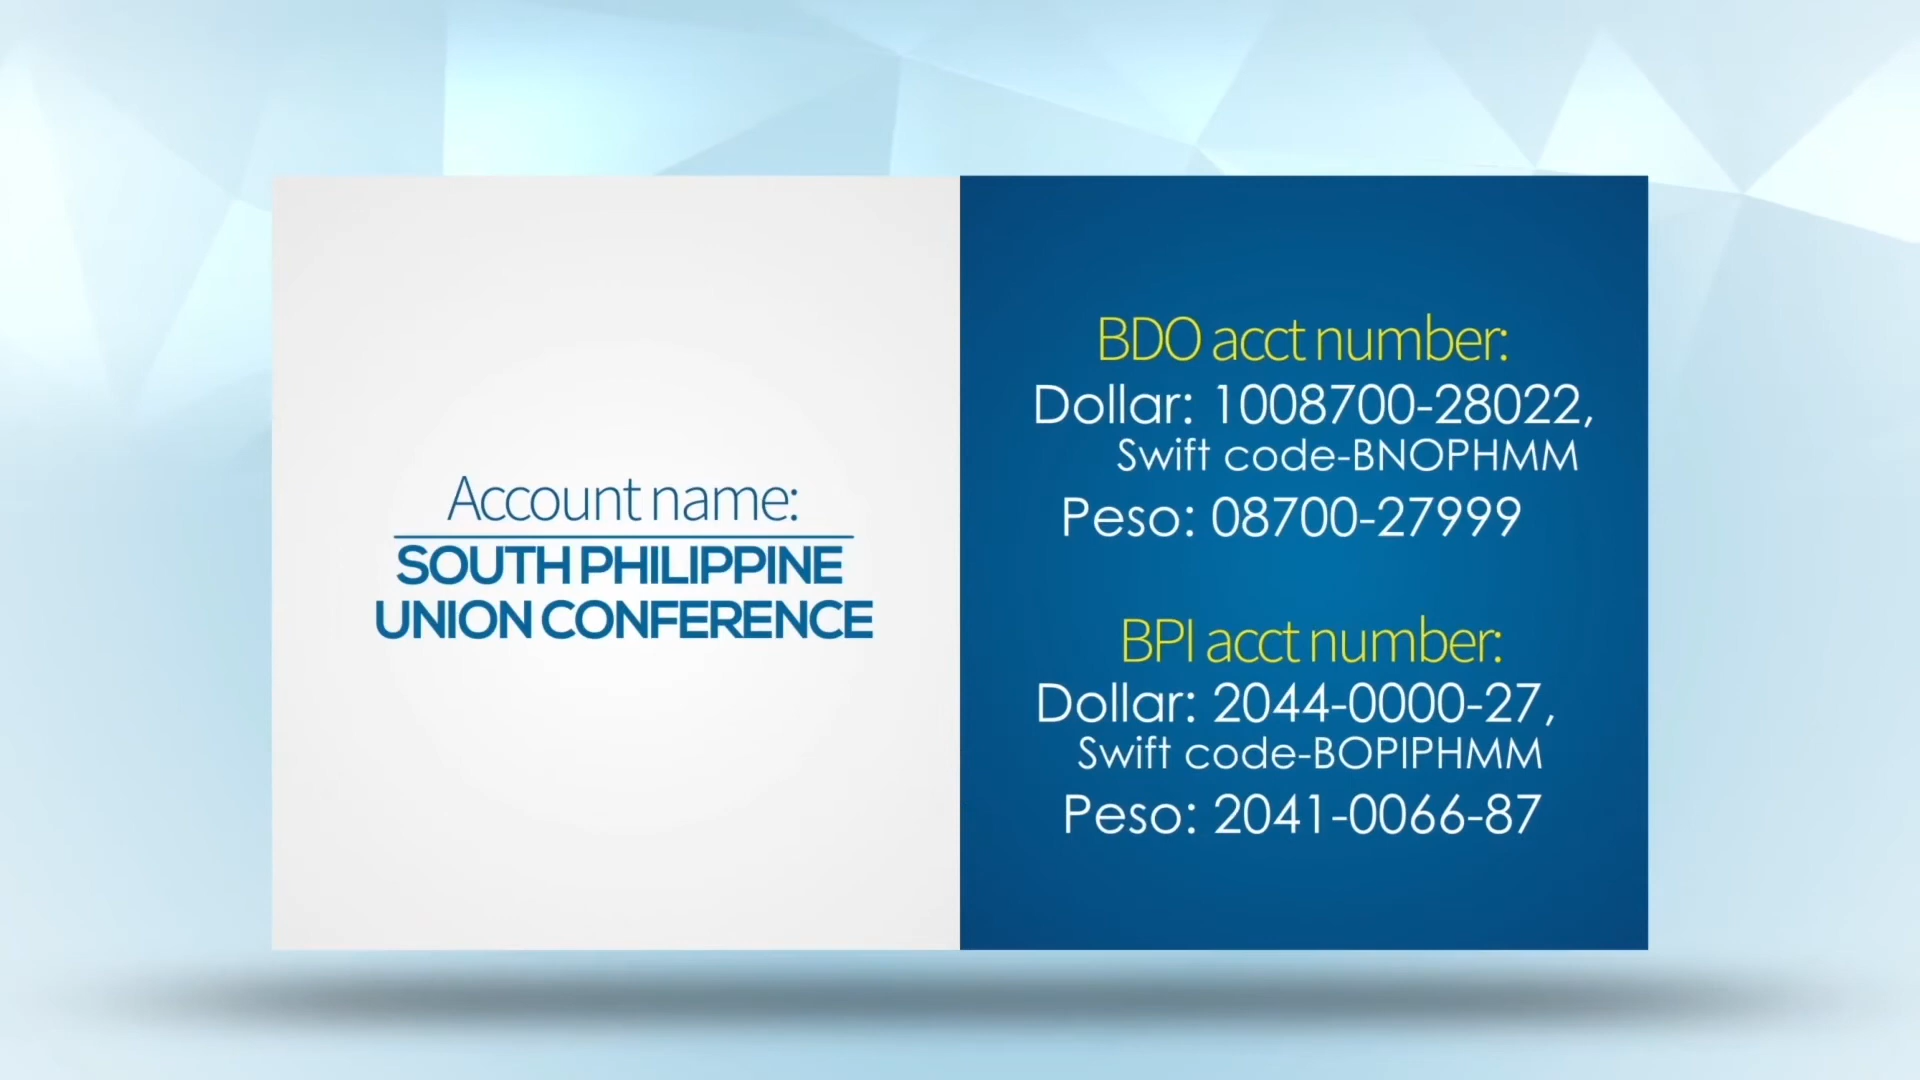 Account name:
SOUTH PHILIPPINE
UNION CONFERENCE
BDO acct number:
Dollar: 1008700-28022,
Swift code-BNOPHMM
Peso: 08700-27999
BPI acct number:
Dollar: 2044-0000-27,
Swift code-BOPIPHMM
Peso: 2041-0066-87